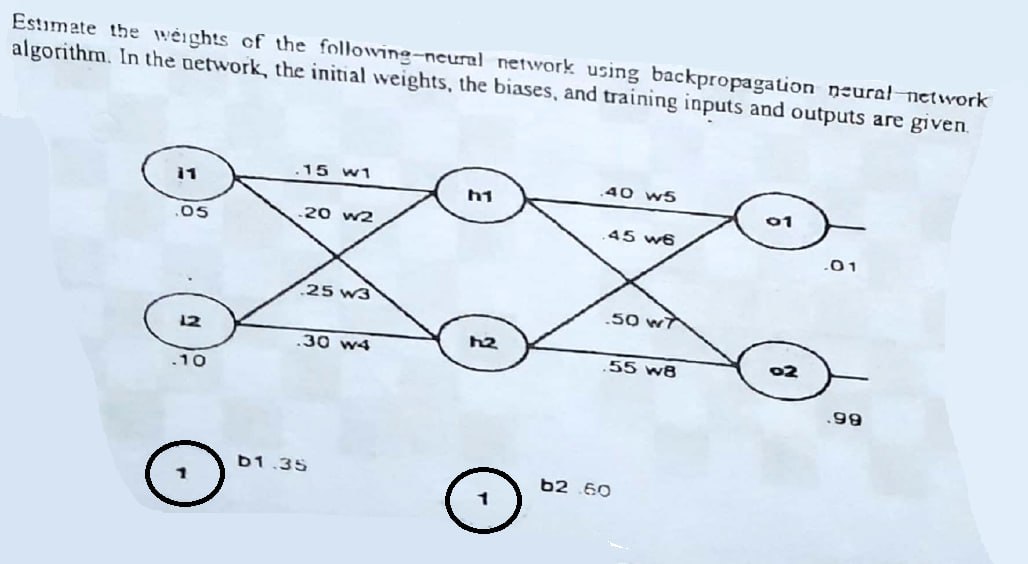 Estimate the weights of the following neural network using backpropagation neural network
algorithm. In the network, the initial weights, the biases, and training inputs and outputs are given.
i1
.05
.15 w1
.20 w2
h1
.40 w5
.45 w6
o1
.01
i2
.10
.25 w3
.30 w4
h2
.50 w7
.55 w8
o2
.99
1
b1 .35
1
b2 .60